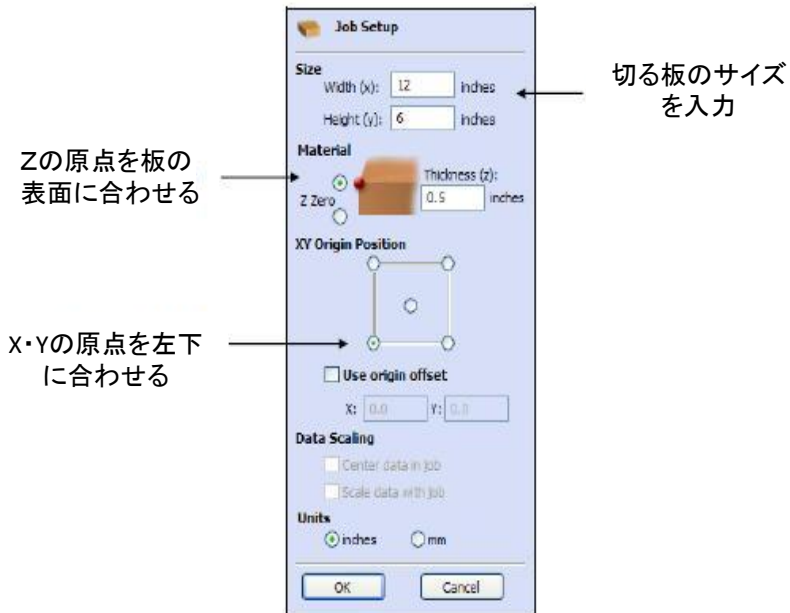 Job Setup
Size
Width (x): 12 inches
Height (y): 6 inches
切る板のサイズ
を入力
Material
Zの原点を板の
表面に合わせる
Thickness (z):
Z Zero
0.5 inches
XY Origin Position
X・Yの原点を左下
に合わせる
Use origin offset
X: 0.0 Y: 0.0
Data Scaling
Center data in job
Scale data with job
Units
inches mm
OK Cancel